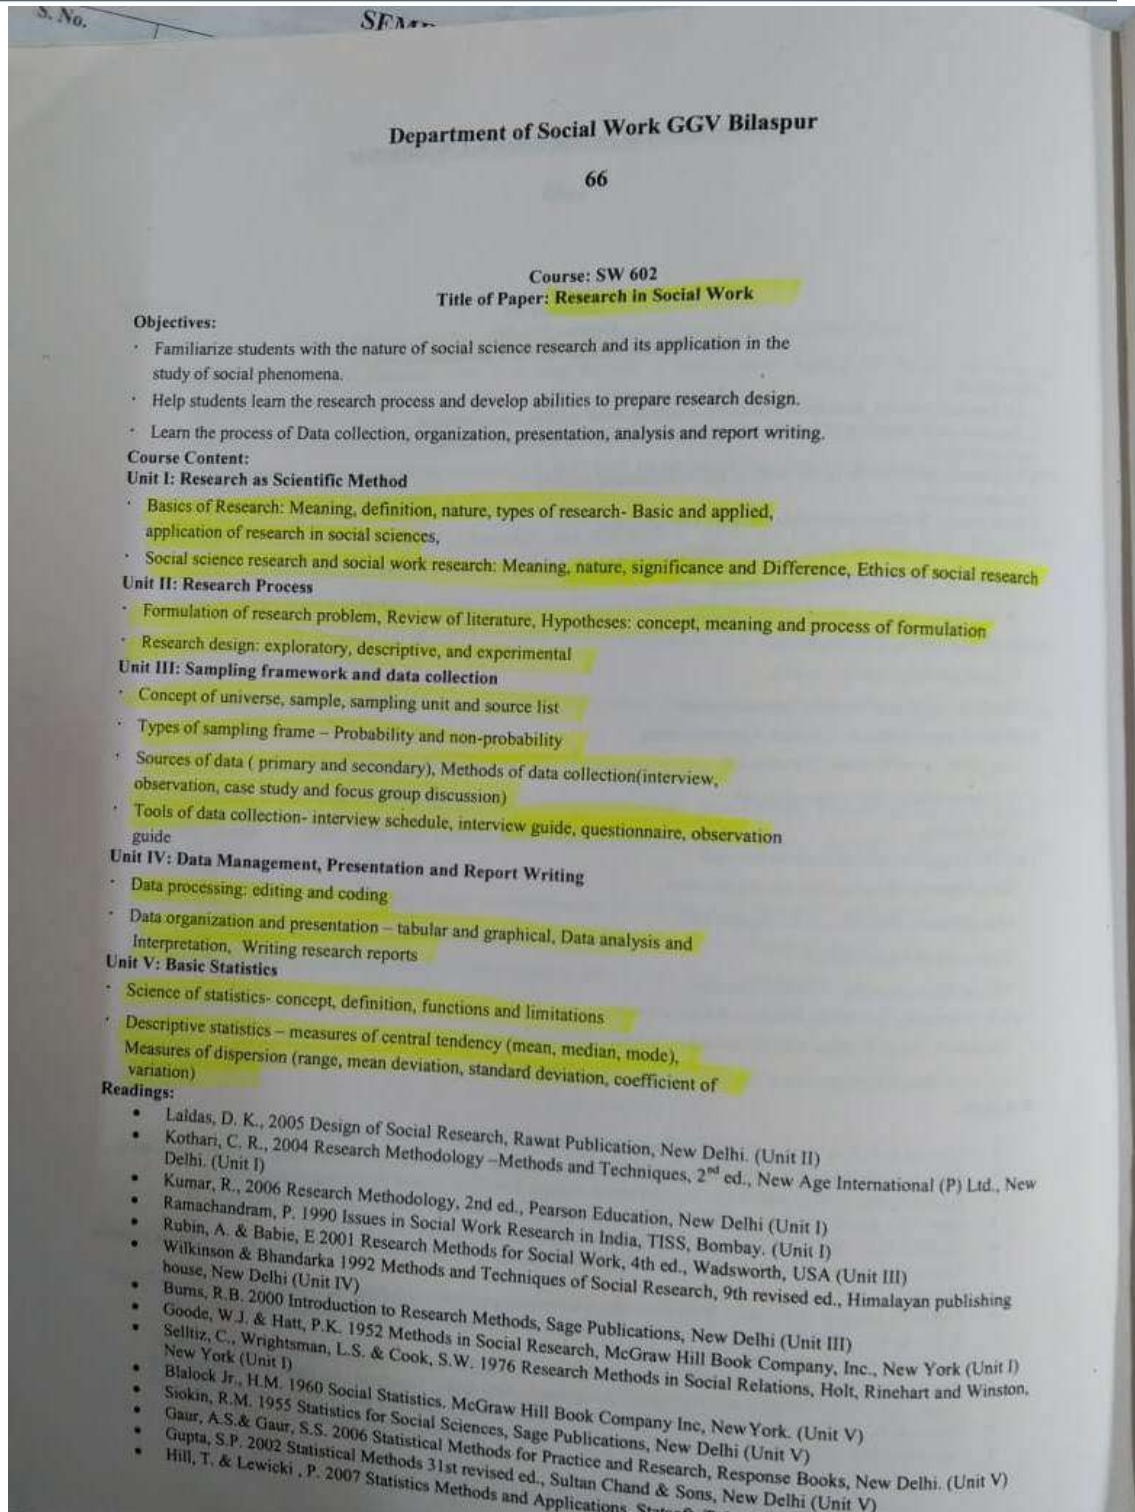 S. No.
Department of Social Work GGV Bilaspur
66
Course: SW 602
Title of Paper: Research in Social Work
Objectives:
· Familiarize students with the nature of social science research and its application in the
study of social phenomena.
· Help students learn the research process and develop abilities to prepare research design.
· Learn the process of Data collection, organization, presentation, analysis and report writing.
Course Content:
Unit I: Research as Scientific Method
· Basics of Research: Meaning, definition, nature, types of research- Basic and applied,
application of research in social sciences,
· Social science research and social work research: Meaning, nature, significance and Difference, Ethics of social research
Unit II: Research Process
· Formulation of research problem, Review of literature, Hypotheses: concept, meaning and process of formulation
· Research design: exploratory, descriptive, and experimental
Unit III: Sampling framework and data collection
· Concept of universe, sample, sampling unit and source list
· Types of sampling frame – Probability and non-probability
· Sources of data ( primary and secondary), Methods of data collection(interview,
observation, case study and focus group discussion)
· Tools of data collection- interview schedule, interview guide, questionnaire, observation
guide
Unit IV: Data Management, Presentation and Report Writing
· Data processing: editing and coding
· Data organization and presentation – tabular and graphical, Data analysis and
Interpretation, Writing research reports
Unit V: Basic Statistics
· Science of statistics- concept, definition, functions and limitations
· Descriptive statistics – measures of central tendency (mean, median, mode),
Measures of dispersion (range, mean deviation, standard deviation, coefficient of
variation)
Readings:
• Laldas, D. K., 2005 Design of Social Research, Rawat Publication, New Delhi. (Unit II)
• Kothari, C. R., 2004 Research Methodology –Methods and Techniques, 2nd ed., New Age International (P) Ltd., New
Delhi. (Unit I)
• Kumar, R., 2006 Research Methodology, 2nd ed., Pearson Education, New Delhi (Unit I)
• Ramachandram, P. 1990 Issues in Social Work Research in India, TISS, Bombay. (Unit I)
• Rubin, A. & Babie, E 2001 Research Methods for Social Work, 4th ed., Wadsworth, USA (Unit III)
• Wilkinson & Bhandarka 1992 Methods and Techniques of Social Research, 9th revised ed., Himalayan publishing
house, New Delhi (Unit IV)
• Burns, R.B. 2000 Introduction to Research Methods, Sage Publications, New Delhi (Unit III)
• Goode, W.J. & Hatt, P.K. 1952 Methods in Social Research, McGraw Hill Book Company, Inc., New York (Unit I)
• Selltiz, C., Wrightsman, L.S. & Cook, S.W. 1976 Research Methods in Social Relations, Holt, Rinehart and Winston,
New York (Unit I)
• Blalock Jr., H.M. 1960 Social Statistics. McGraw Hill Book Company Inc, New York. (Unit V)
• Siokin, R.M. 1955 Statistics for Social Sciences, Sage Publications, New Delhi (Unit V)
• Gaur, A.S.& Gaur, S.S. 2006 Statistical Methods for Practice and Research, Response Books, New Delhi. (Unit V)
• Gupta, S.P. 2002 Statistical Methods 31st revised ed., Sultan Chand & Sons, New Delhi (Unit V)
• Hill, T. & Lewicki , P. 2007 Statistics Methods and Applications,